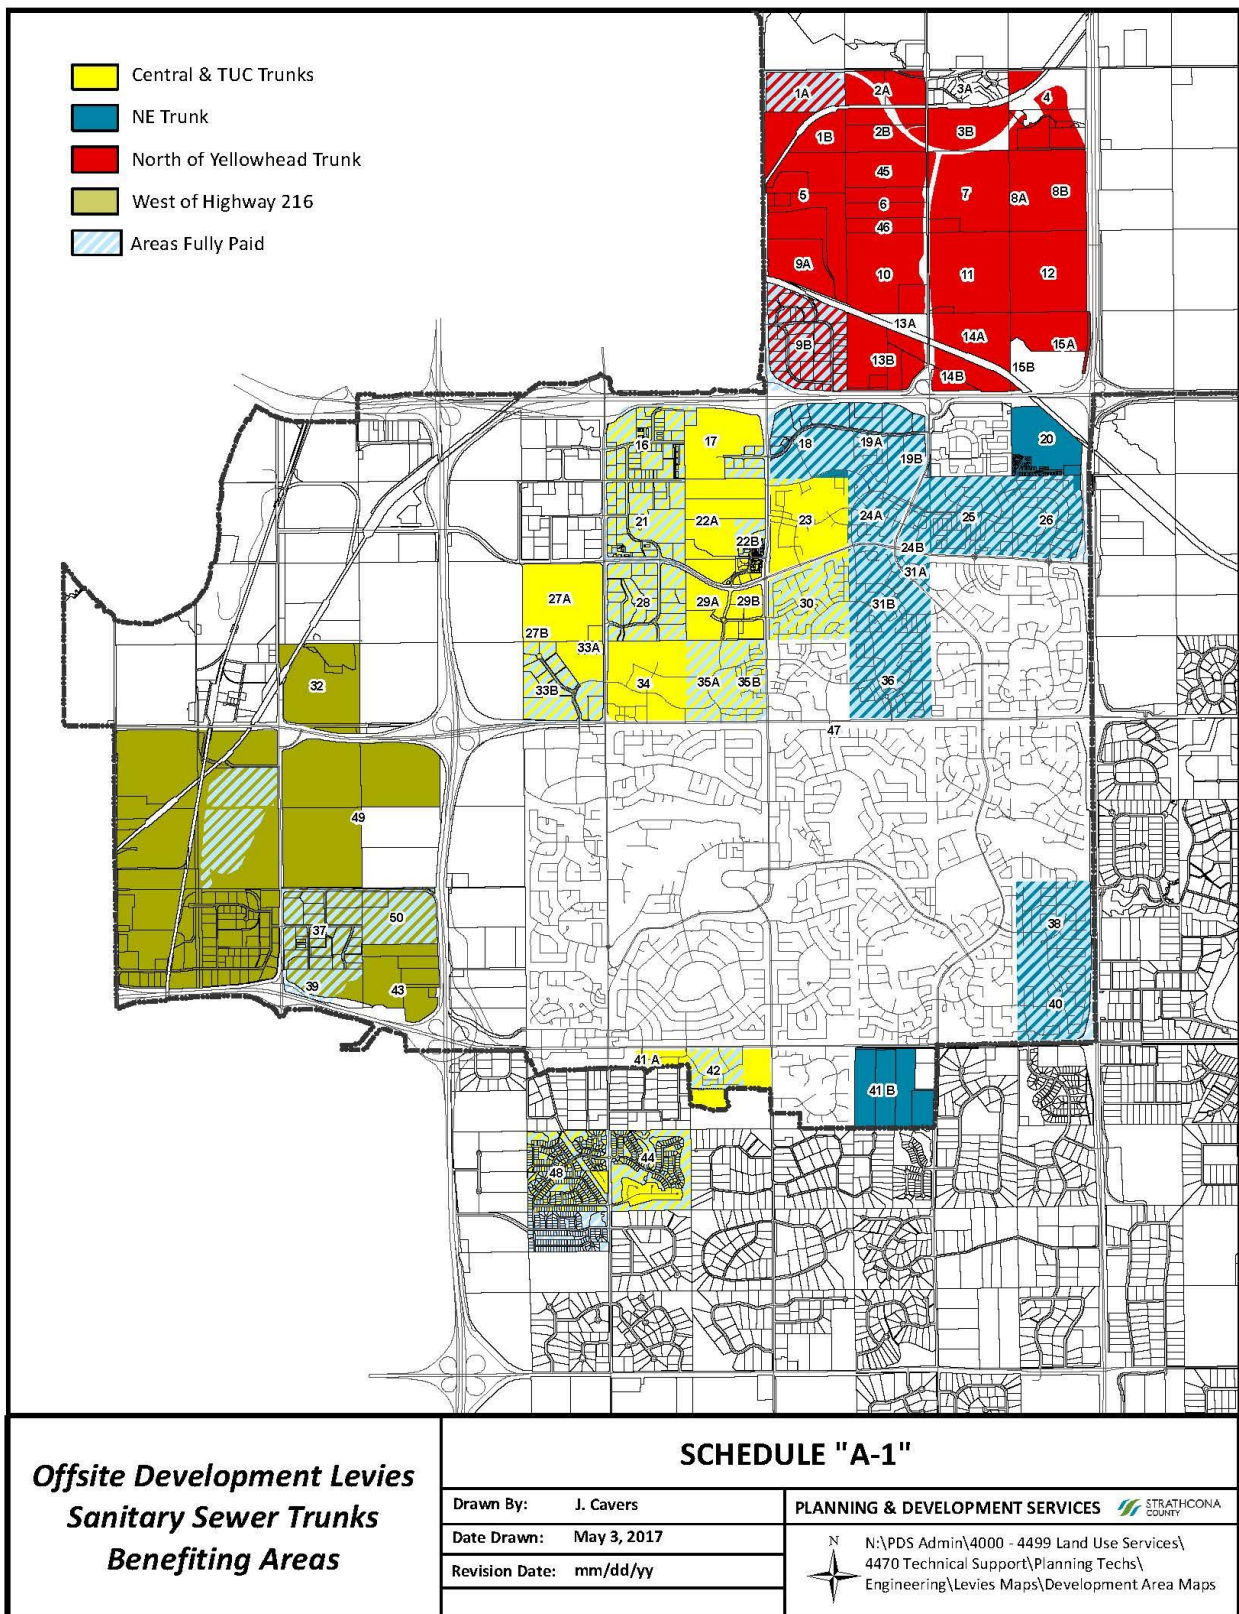 Central & TUC Trunks
NE Trunk
North of Yellowhead Trunk
West of Highway 216
Areas Fully Paid
1A
2A
3A
4
1B
2B
3B
45
5
6
7
8A
8B
46
9A
10
11
12
13A
9B
13B
14A
15A
14B
15B
16
17
18
19A
19B
20
21
22A
22B
23
24A
24B
25
26
27A
27B
28
29A
29B
30
31A
31B
33A
32
33B
34
35A
35B
36
47
49
50
37
38
39
43
40
41 A
42
41 B
44
48
Offsite Development Levies
Sanitary Sewer Trunks
Benefiting Areas
SCHEDULE "A-1"
Drawn By: J. Cavers
Date Drawn: May 3, 2017
Revision Date: mm/dd/yy
PLANNING & DEVELOPMENT SERVICES
STRATHCONA
COUNTY
N
N:\PDS Admin\4000 - 4499 Land Use Services\
4470 Technical Support\Planning Techs\
Engineering\Levies Maps\Development Area Maps